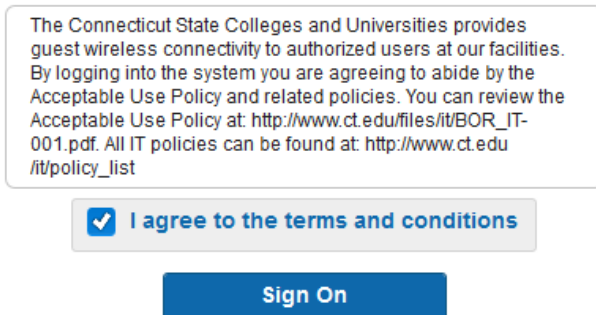 The Connecticut State Colleges and Universities provides
guest wireless connectivity to authorized users at our facilities.
By logging into the system you are agreeing to abide by the
Acceptable Use Policy and related policies. You can review the
Acceptable Use Policy at: http://www.ct.edu/files/it/BOR_IT-
001.pdf. All IT policies can be found at: http://www.ct.edu
/it/policy_list
I agree to the terms and conditions
Sign On